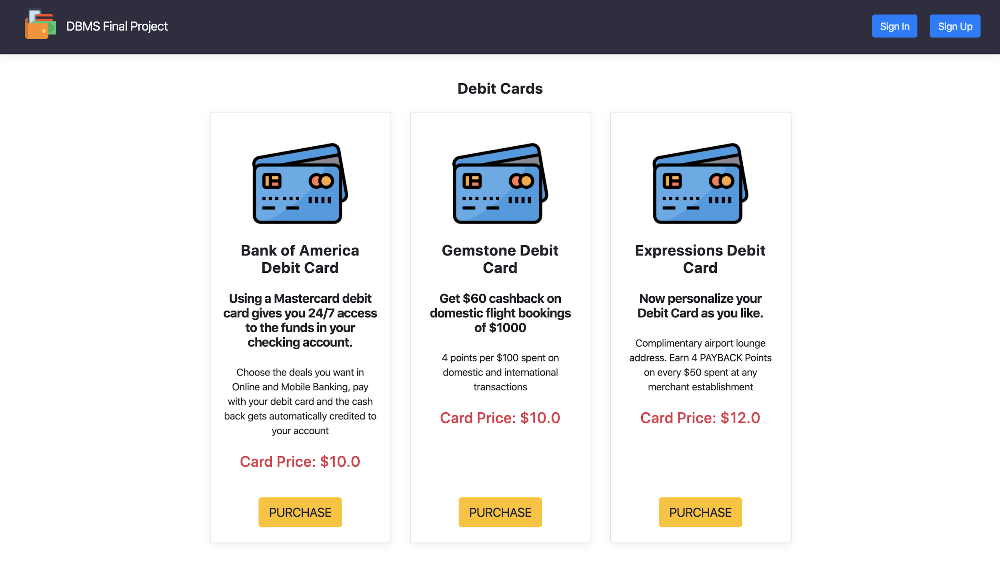 DBMS Final Project
Sign In
Sign Up
Debit Cards
Bank of America
Debit Card
Using a Mastercard debit
card gives you 24/7 access
to the funds in your
checking account.
Choose the deals you want in
Online and Mobile Banking, pay
with your debit card and the cash
back gets automatically credited to
your account
Card Price: $10.0
PURCHASE
Gemstone Debit
Card
Get $60 cashback on
domestic flight bookings
of $1000
4 points per $100 spent on
domestic and international
transactions
Card Price: $10.0
PURCHASE
Expressions Debit
Card
Now personalize your
Debit Card as you like.
Complimentary airport lounge
address. Earn 4 PAYBACK Points
on every $50 spent at any
merchant establishment
Card Price: $12.0
PURCHASE